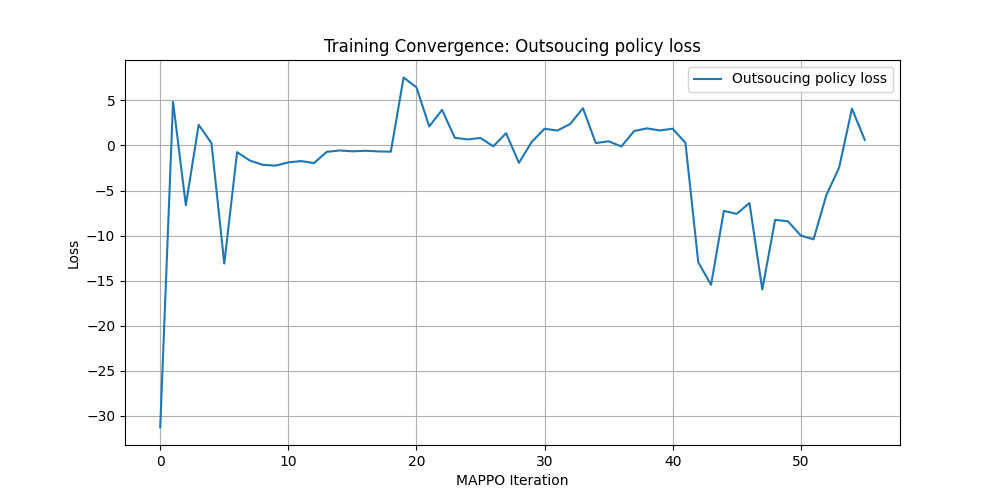 Training Convergence: Outsoucing policy loss
Outsoucing policy loss
5
0
−5
−10
−15
−20
−25
−30
Loss
0 10 20 30 40 50
MAPPO Iteration